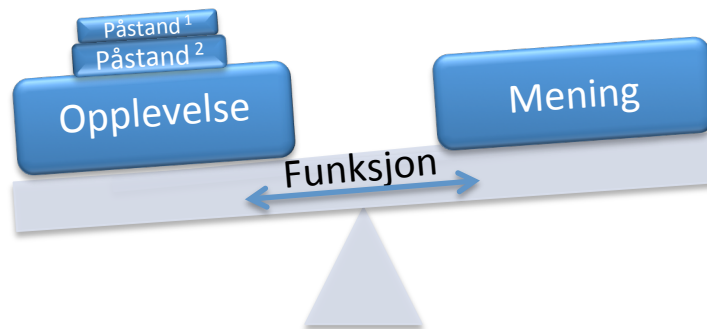 Påstand ¹
Påstand ²
Opplevelse
Mening
Funksjon